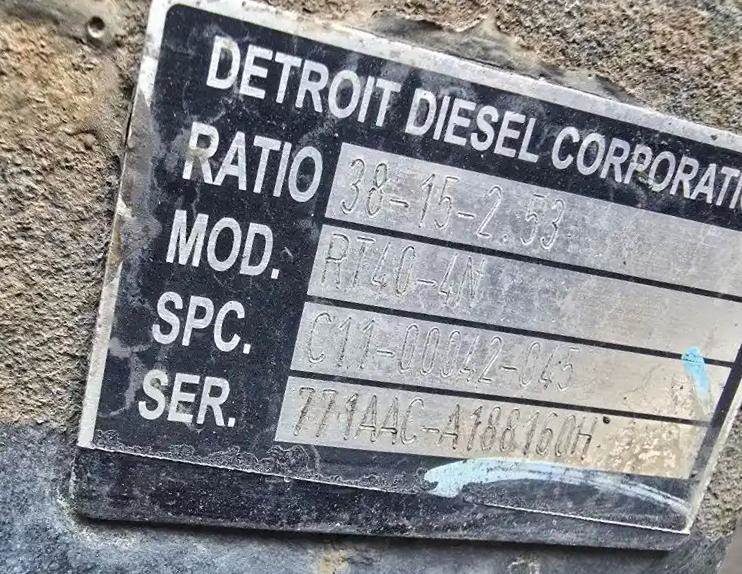 DETROIT DIESEL CORPORATI
RATIO 38-15-2.53
MOD. RT40-4N
SPC. C11-00042-045
SER. 771AAC-A188160H